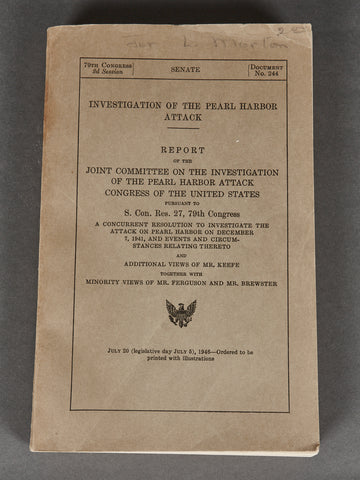 79TH CONGRESS
2d Session
SENATE
DOCUMENT
No. 244
INVESTIGATION OF THE PEARL HARBOR
ATTACK
REPORT
OF THE
JOINT COMMITTEE ON THE INVESTIGATION
OF THE PEARL HARBOR ATTACK
CONGRESS OF THE UNITED STATES
PURSUANT TO
S. Con. Res. 27, 79th Congress
A CONCURRENT RESOLUTION TO INVESTIGATE THE
ATTACK ON PEARL HARBOR ON DECEMBER
7, 1941, AND EVENTS AND CIRCUM-
STANCES RELATING THERETO
AND
ADDITIONAL VIEWS OF MR. KEEFE
TOGETHER WITH
MINORITY VIEWS OF MR. FERGUSON AND MR. BREWSTER
JULY 20 (legislative day JULY 5), 1946—Ordered to be
printed with illustrations